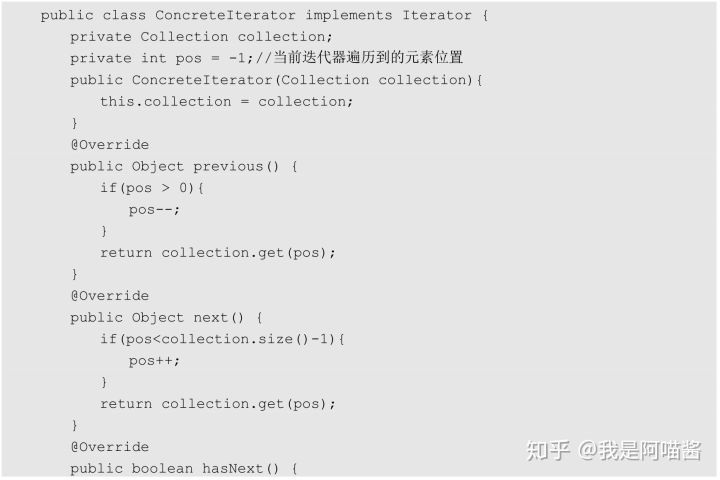 public class ConcreteIterator implements Iterator {
private Collection collection;
private int pos = -1;//当前迭代器遍历到的元素位置
public ConcreteIterator(Collection collection){
this.collection = collection;
}
@Override
public Object previous() {
if(pos > 0){
pos--;
}
return collection.get(pos);
}
@Override
public Object next() {
if(pos<collection.size()-1){
pos++;
}
return collection.get(pos);
}
@Override
public boolean hasNext() {
知乎 @我是阿喵酱